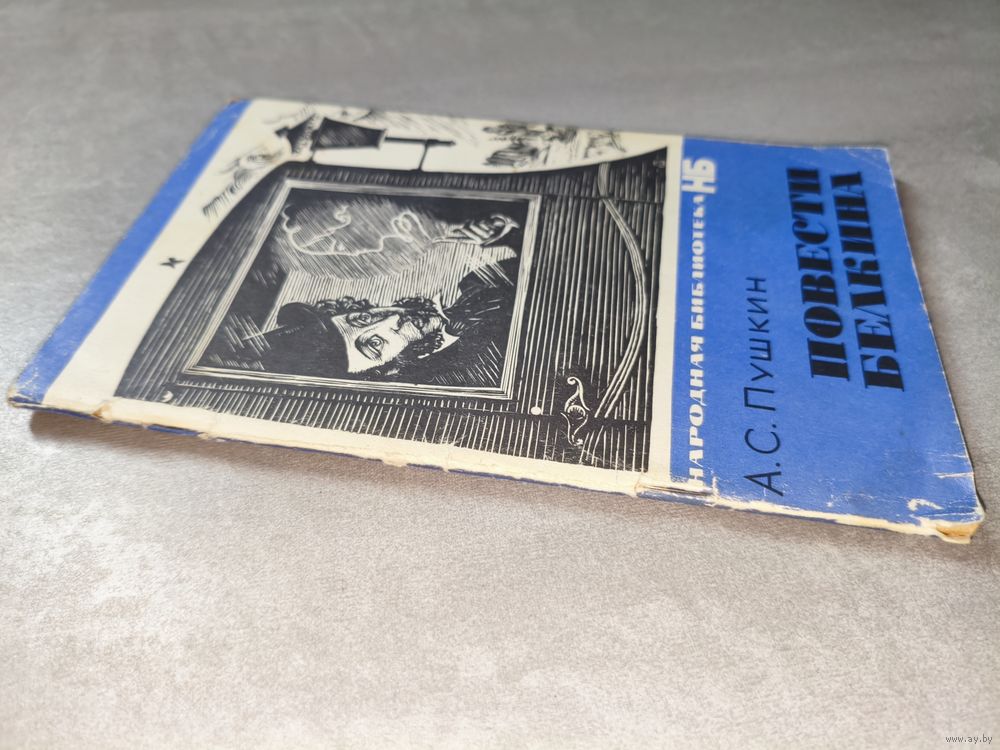 А.С.Пушкин
ПОВЕСТИ
БЕЛКИНА
НАРОДНАЯ БИБЛИОТЕКА НБ
www.ay.by